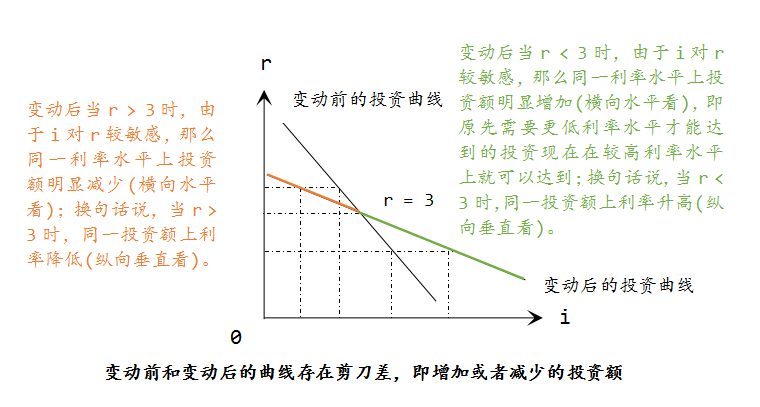 变动后当 r < 3 时，由于 i 对 r
较敏感，那么同一利率水平上投
资额明显增加(横向水平看)，即
原先需要更低利率水平才能达
到的投资现在在较高利率水平
上就可以达到；换句话说，当 r <
3 时,同一投资额上利率升高(纵
向垂直看)。
r
变动前的投资曲线
变动后当 r > 3 时，由
于 i 对 r 较敏感，那么
同一利率水平上投资
额明显减少(横向水平
看)；换句话说，当 r>
3 时，同一投资额上利
率降低(纵向垂直看)。
r = 3
变动后的投资曲线
i
0
变动前和变动后的曲线存在剪刀差，即增加或者减少的投资额